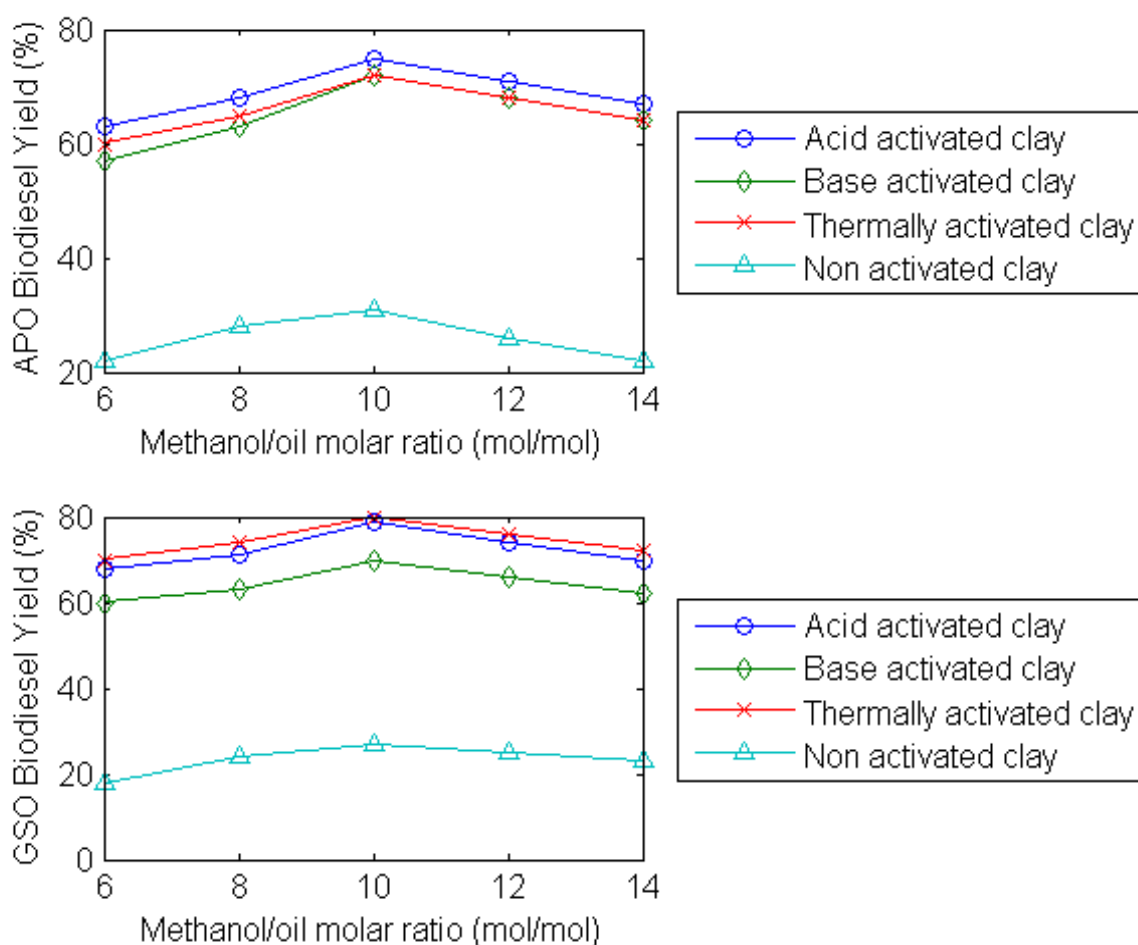 APO Biodiesel Yield (%)
80
60
40
20
6 8 10 12 14
Methanol/oil molar ratio (mol/mol)
Acid activated clay
Base activated clay
Thermally activated clay
Non activated clay
GSO Biodiesel Yield (%)
80
60
40
20
0
6 8 10 12 14
Methanol/oil molar ratio (mol/mol)
Acid activated clay
Base activated clay
Thermally activated clay
Non activated clay